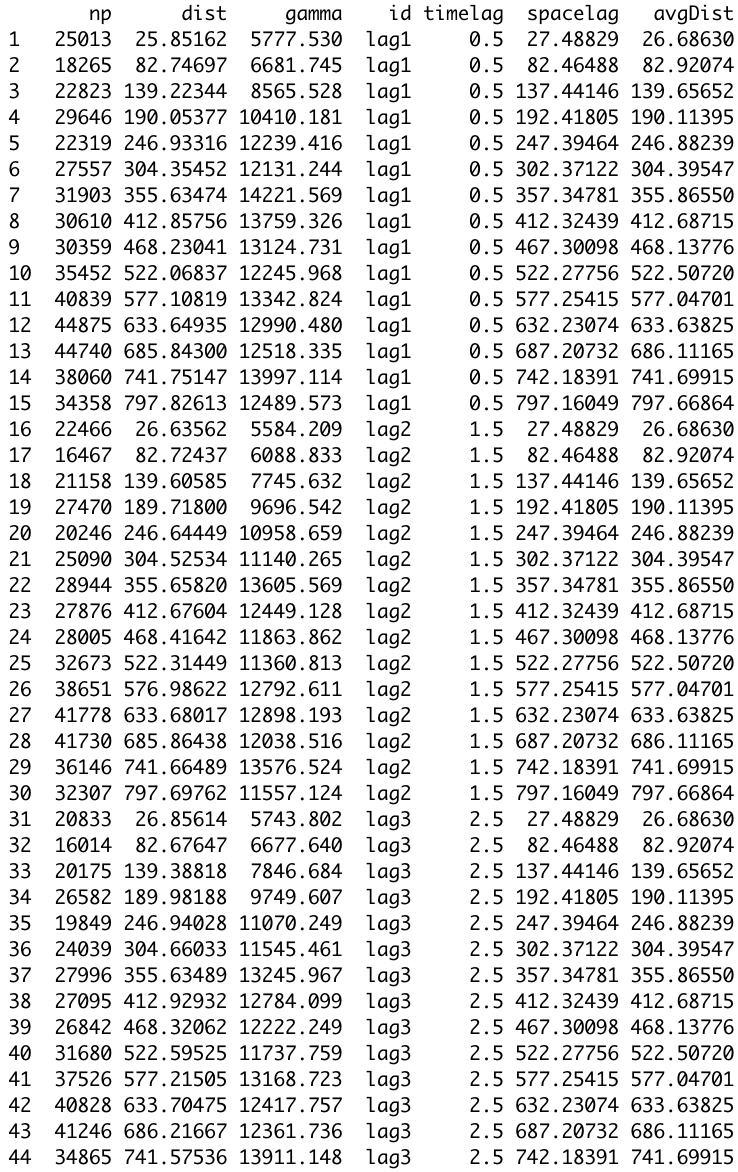 np dist gamma id timelag spacelag avgDist
1 25013 25.85162 5777.530 lag1 0.5 27.48829 26.68630
2 18265 82.74697 6681.745 lag1 0.5 82.46488 82.92074
3 22823 139.22344 8565.528 lag1 0.5 137.44146 139.65652
4 29646 190.05377 10410.181 lag1 0.5 192.41805 190.11395
5 22319 246.93316 12239.416 lag1 0.5 247.39464 246.88239
6 27557 304.35452 12131.244 lag1 0.5 302.37122 304.39547
7 31903 355.63474 14221.569 lag1 0.5 357.34781 355.86550
8 30610 412.85756 13759.326 lag1 0.5 412.32439 412.68715
9 30359 468.23041 13124.731 lag1 0.5 467.30098 468.13776
10 35452 522.06837 12245.968 lag1 0.5 522.27756 522.50720
11 40839 577.10819 13342.824 lag1 0.5 577.25415 577.04701
12 44875 633.64935 12990.480 lag1 0.5 632.23074 633.63825
13 44740 685.84300 12518.335 lag1 0.5 687.20732 686.11165
14 38060 741.75147 13997.114 lag1 0.5 742.18391 741.69915
15 34358 797.82613 12489.573 lag1 0.5 797.16049 797.66864
16 22466 26.63562 5584.209 lag2 1.5 27.48829 26.68630
17 16467 82.72437 6088.833 lag2 1.5 82.46488 82.92074
18 21158 139.60585 7745.632 lag2 1.5 137.44146 139.65652
19 27470 189.71800 9696.542 lag2 1.5 192.41805 190.11395
20 20246 246.64449 10958.659 lag2 1.5 247.39464 246.88239
21 25090 304.52534 11140.265 lag2 1.5 302.37122 304.39547
22 28944 355.65820 13605.569 lag2 1.5 357.34781 355.86550
23 27876 412.67604 12449.128 lag2 1.5 412.32439 412.68715
24 28005 468.41642 11863.862 lag2 1.5 467.30098 468.13776
25 32673 522.31449 11360.813 lag2 1.5 522.27756 522.50720
26 38651 576.98622 12792.611 lag2 1.5 577.25415 577.04701
27 41778 633.68017 12898.193 lag2 1.5 632.23074 633.63825
28 41730 685.86438 12038.516 lag2 1.5 687.20732 686.11165
29 36146 741.66489 13576.524 lag2 1.5 742.18391 741.69915
30 32307 797.69762 11557.124 lag2 1.5 797.16049 797.66864
31 20833 26.85614 5743.802 lag3 2.5 27.48829 26.68630
32 16014 82.67647 6677.640 lag3 2.5 82.46488 82.92074
33 20175 139.38818 7846.684 lag3 2.5 137.44146 139.65652
34 26582 189.98188 9749.607 lag3 2.5 192.41805 190.11395
35 19849 246.94028 11070.249 lag3 2.5 247.39464 246.88239
36 24039 304.66033 11545.461 lag3 2.5 302.37122 304.39547
37 27996 355.63489 13245.967 lag3 2.5 357.34781 355.86550
38 27095 412.92932 12784.099 lag3 2.5 412.32439 412.68715
39 26842 468.32062 12222.249 lag3 2.5 467.30098 468.13776
40 31680 522.59525 11737.759 lag3 2.5 522.27756 522.50720
41 37526 577.21505 13168.723 lag3 2.5 577.25415 577.04701
42 40828 633.70475 12417.757 lag3 2.5 632.23074 633.63825
43 41246 686.21667 12361.736 lag3 2.5 687.20732 686.11165
44 34865 741.57536 13911.148 lag3 2.5 742.18391 741.69915